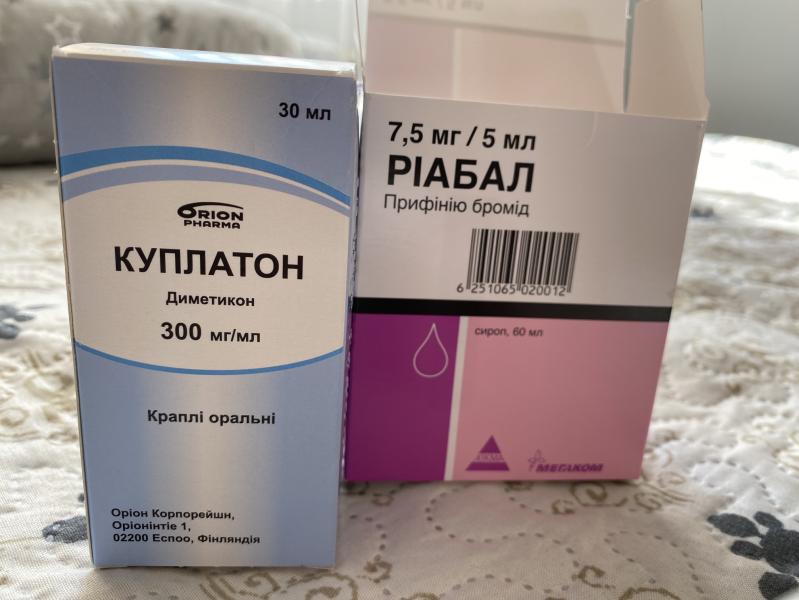 30 мл
ORION
PHARMA
КУПЛАТОН
Диметикон
300 мг/мл
Краплі оральні
Оріон Корпорейшн,
Оріонінтіе 1,
02200 Еспоо, Фінляндія
7,5 мг / 5 мл
РІАБАЛ
Прифінію бромід
6 251065 020012
сироп, 60 мл
МЕГАКОМ